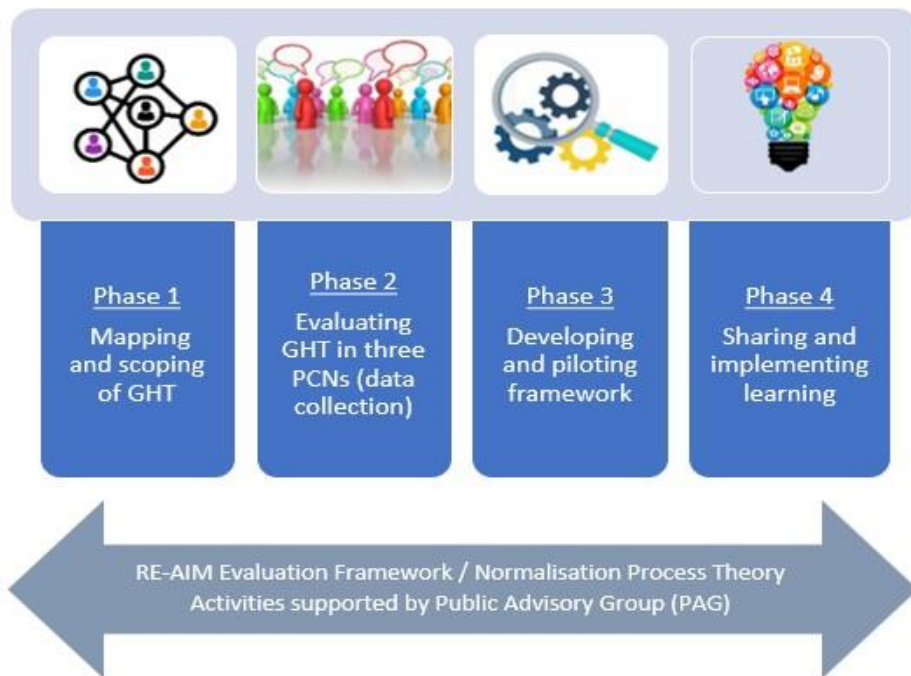 Phase 1
Mapping
and scoping
of GHT
Phase 2
Evaluating
GHT in three
PCNs (data
collection)
Phase 3
Developing
and piloting
framework
Phase 4
Sharing and
implementing
learning
RE-AIM Evaluation Framework / Normalisation Process Theory
Activities supported by Public Advisory Group (PAG)